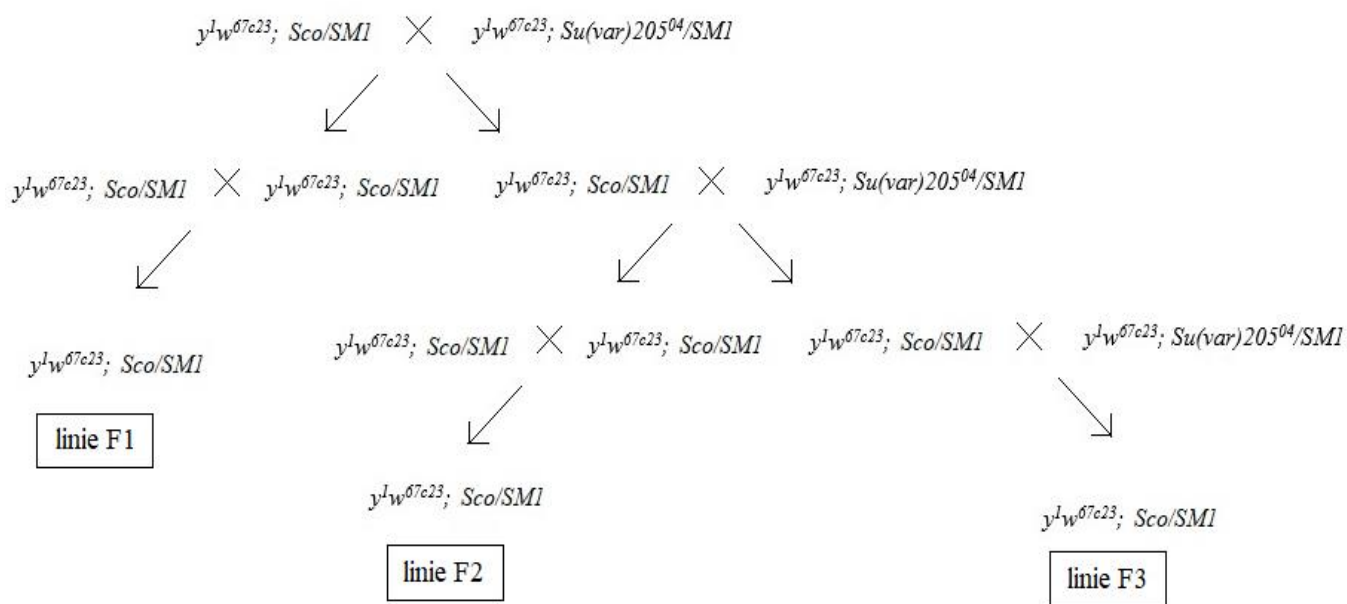 y¹w⁶⁷ᶜ²³; Sco/SM1 × y¹w⁶⁷ᶜ²³; Su(var)205⁰⁴/SM1
y¹w⁶⁷ᶜ²³; Sco/SM1 × y¹w⁶⁷ᶜ²³; Sco/SM1 y¹w⁶⁷ᶜ²³; Sco/SM1 × y¹w⁶⁷ᶜ²³; Su(var)205⁰⁴/SM1
y¹w⁶⁷ᶜ²³; Sco/SM1 y¹w⁶⁷ᶜ²³; Sco/SM1 × y¹w⁶⁷ᶜ²³; Sco/SM1 y¹w⁶⁷ᶜ²³; Sco/SM1 × y¹w⁶⁷ᶜ²³; Su(var)205⁰⁴/SM1
linie F1
y¹w⁶⁷ᶜ²³; Sco/SM1 y¹w⁶⁷ᶜ²³; Sco/SM1
linie F2 linie F3